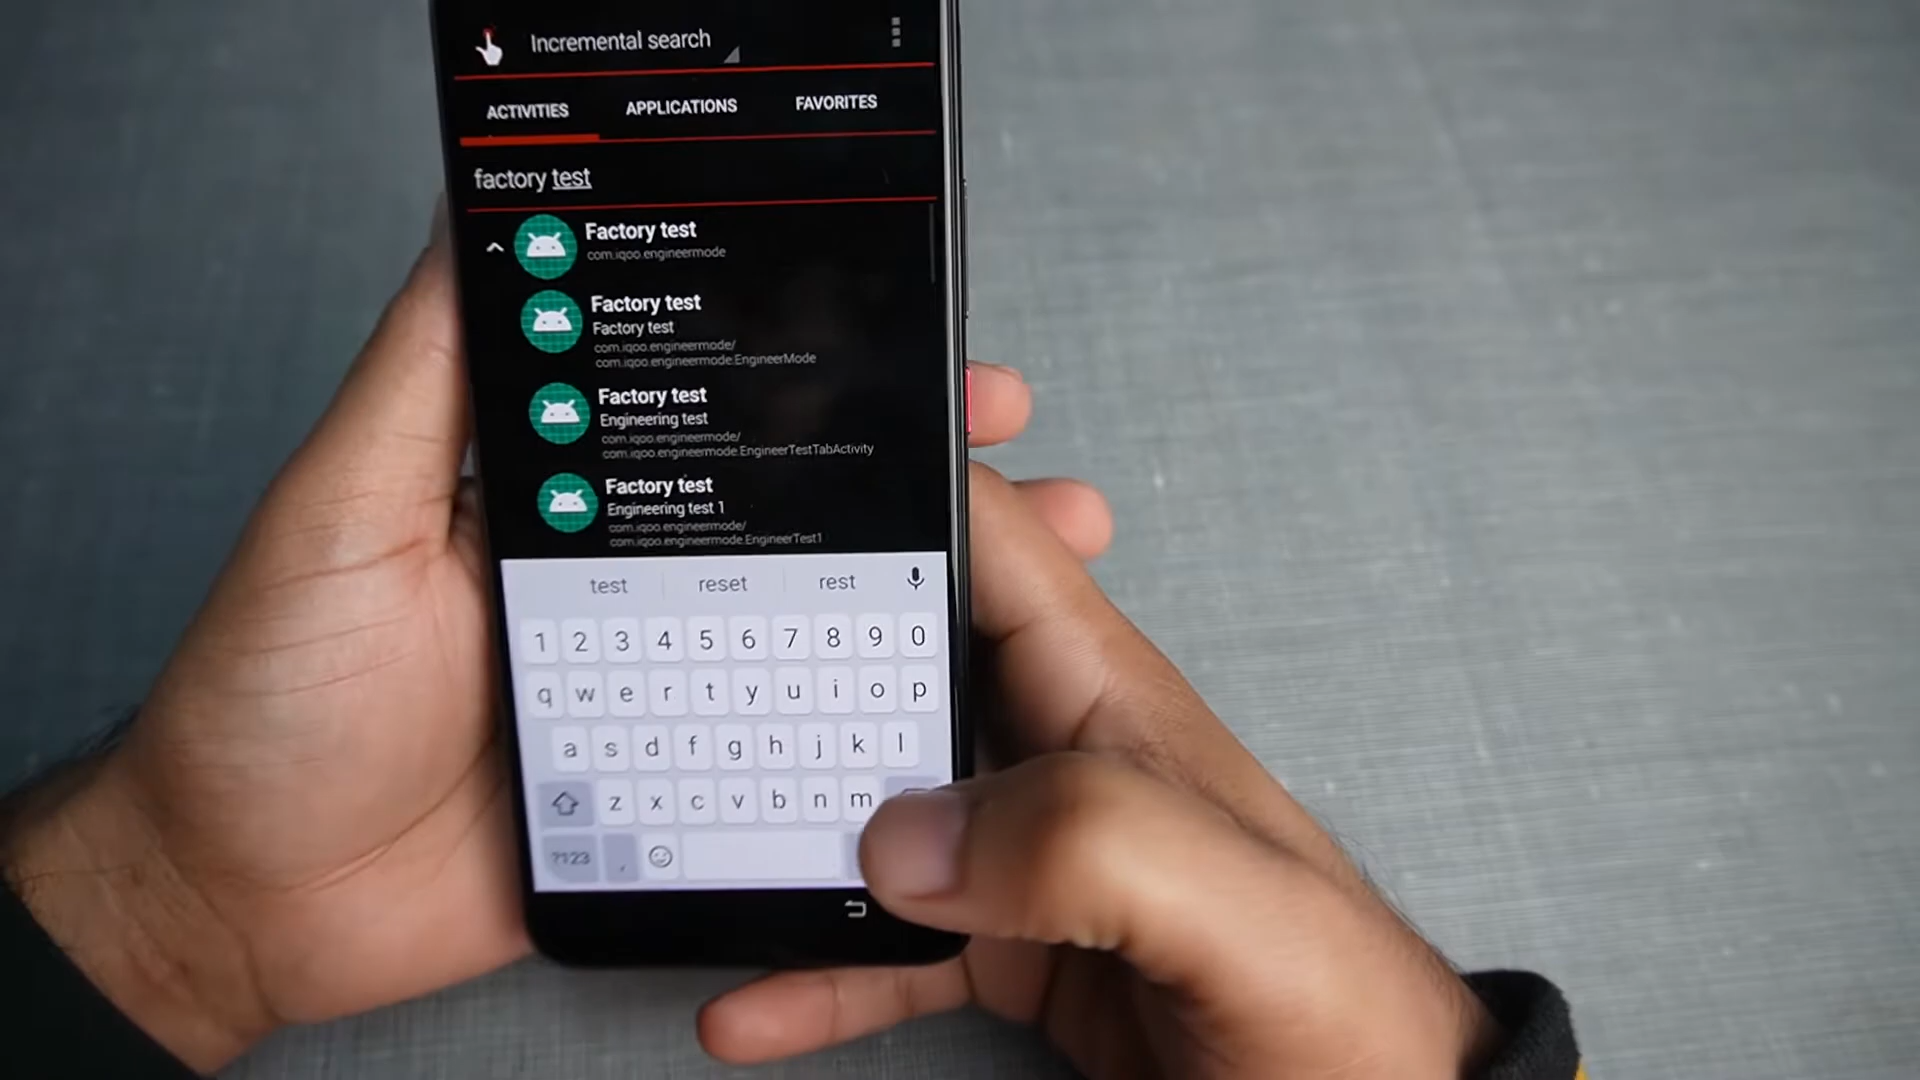 Incremental search
ACTIVITIES APPLICATIONS FAVORITES
factory test
Factory test
com.iqoo.engineermode
Factory test
Factory test
com.iqoo.engineermode/
com.iqoo.engineermode.EngineerMode
Factory test
Engineering test
com.iqoo.engineermode/
com.iqoo.engineermode.EngineerTestTabActivity
Factory test
Engineering test 1
com.iqoo.engineermode/
com.iqoo.engineermode.EngineerTest1
test reset rest
1 2 3 4 5 6 7 8 9 0
q w e r t y u i o p
a s d f g h j k l
z x c v b n m
?123 ,